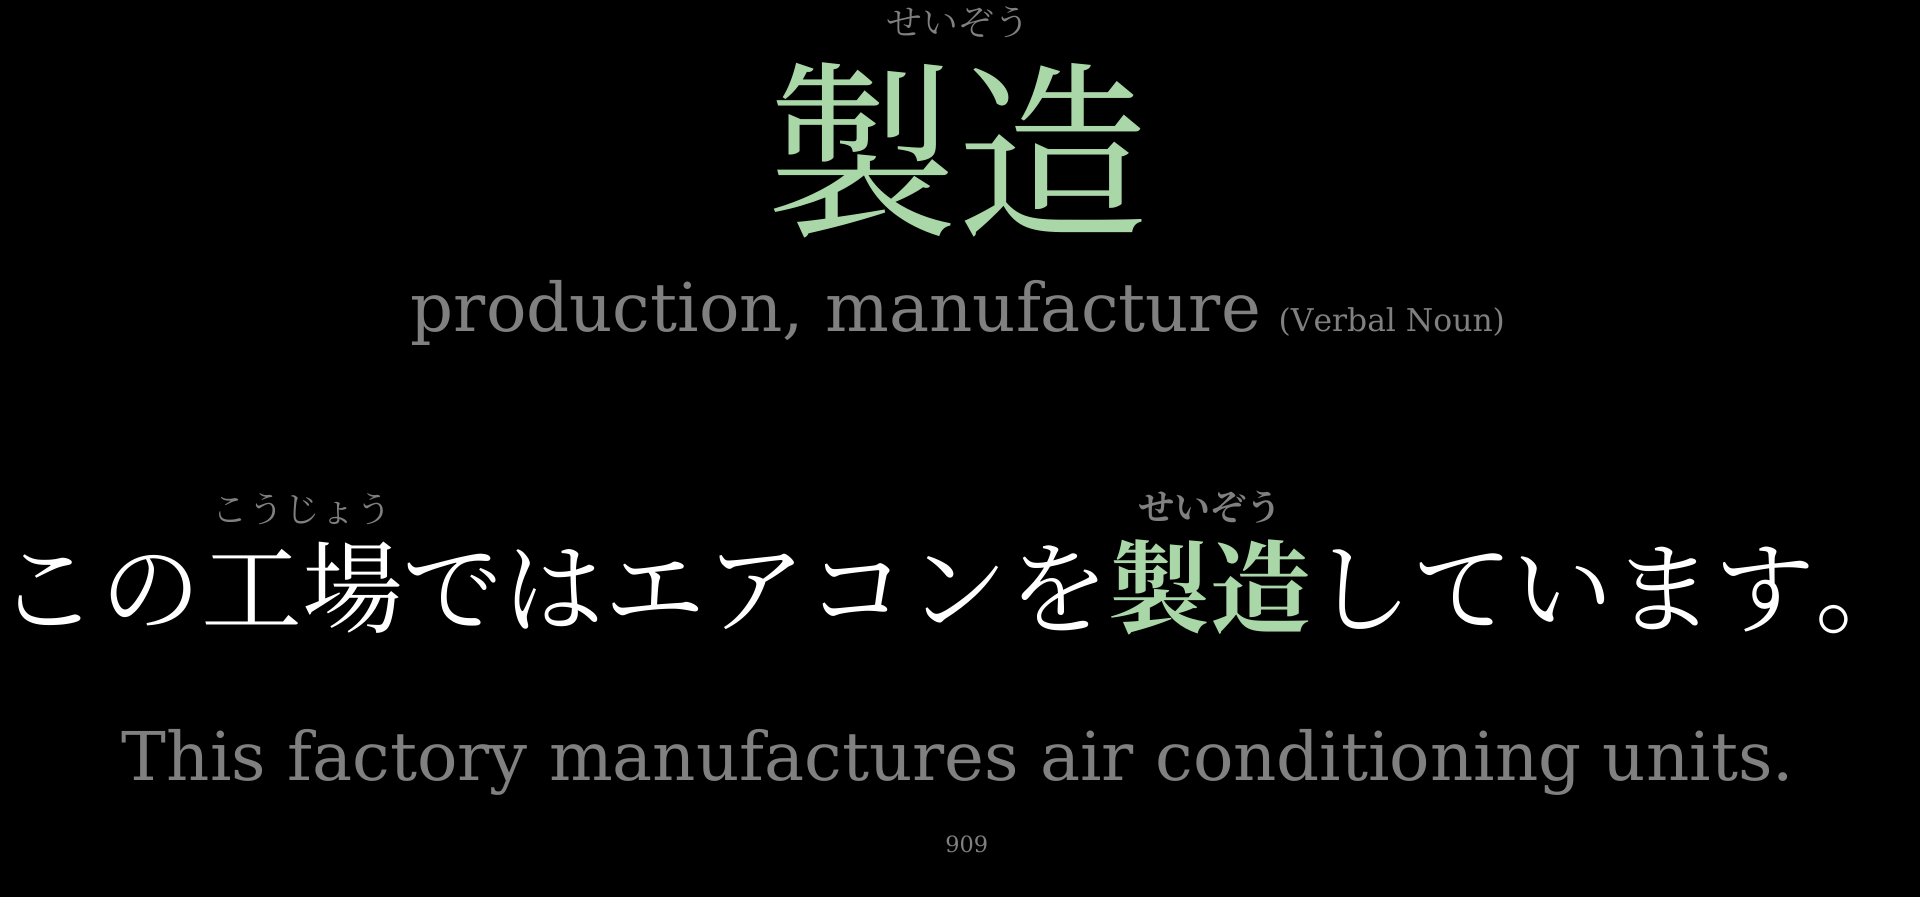 せいぞう
製造
production, manufacture (Verbal Noun)
こうじょう せいぞう
この工場ではエアコンを製造しています。
This factory manufactures air conditioning units.
909